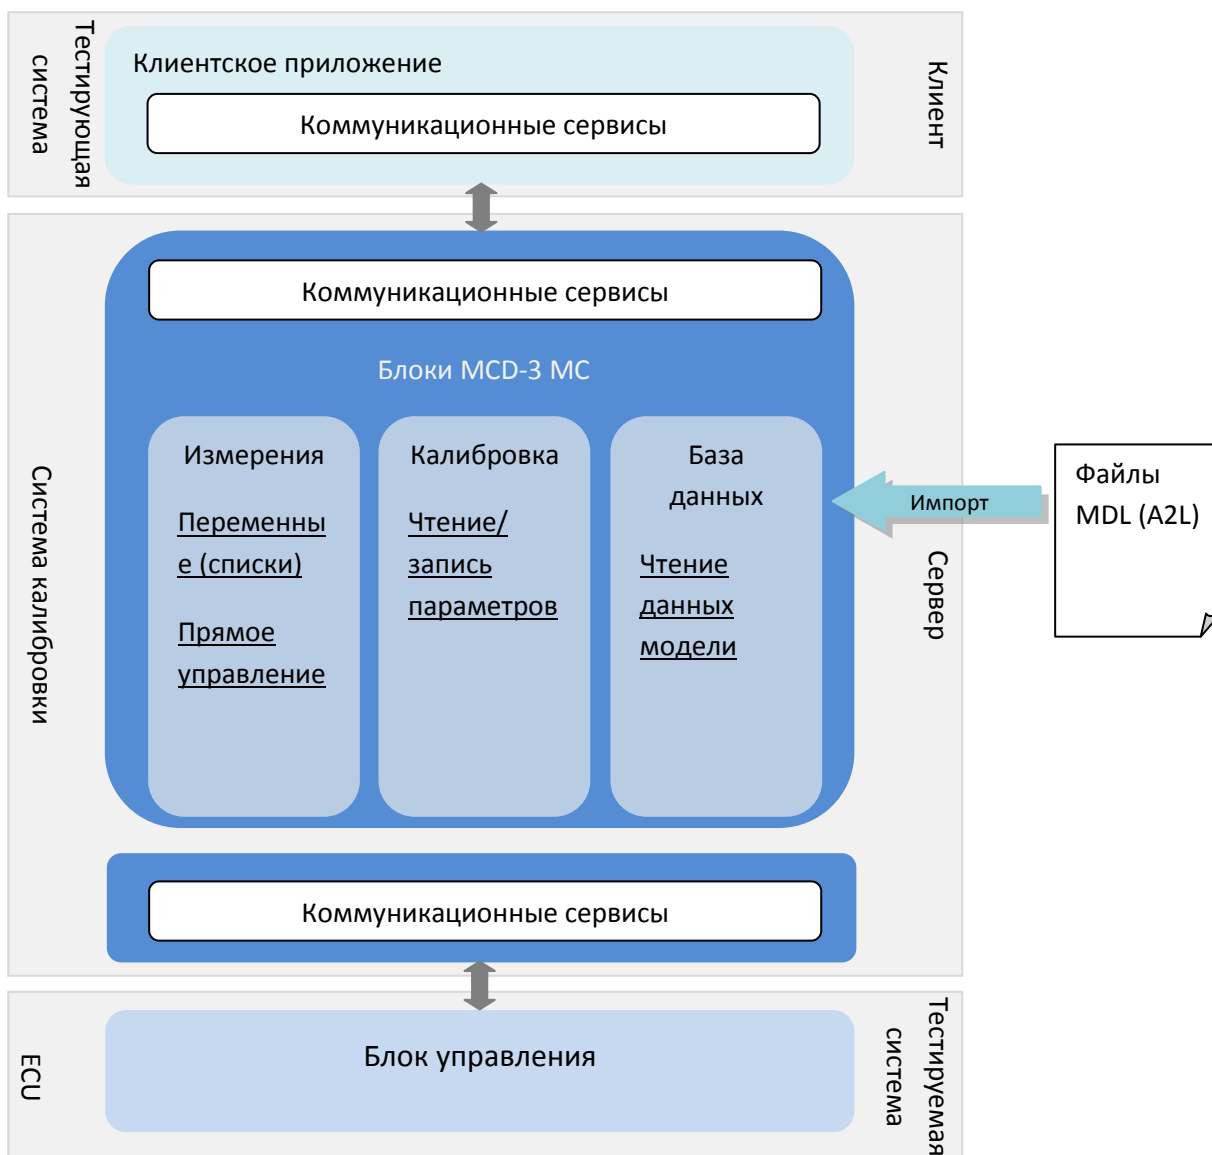 Тестирующая
система
Клиентское приложение
Коммуникационные сервисы
Клиент
Система калибровки
Коммуникационные сервисы
Блоки MCD-3 MC
Измерения
Переменны
е (списки)
Прямое
управление
Калибровка
Чтение/
запись
параметров
База
данных
Чтение
данных
модели
Импорт
Файлы
MDL (A2L)
Сервер
Коммуникационные сервисы
ECU
Блок управления
Тестируемая
система